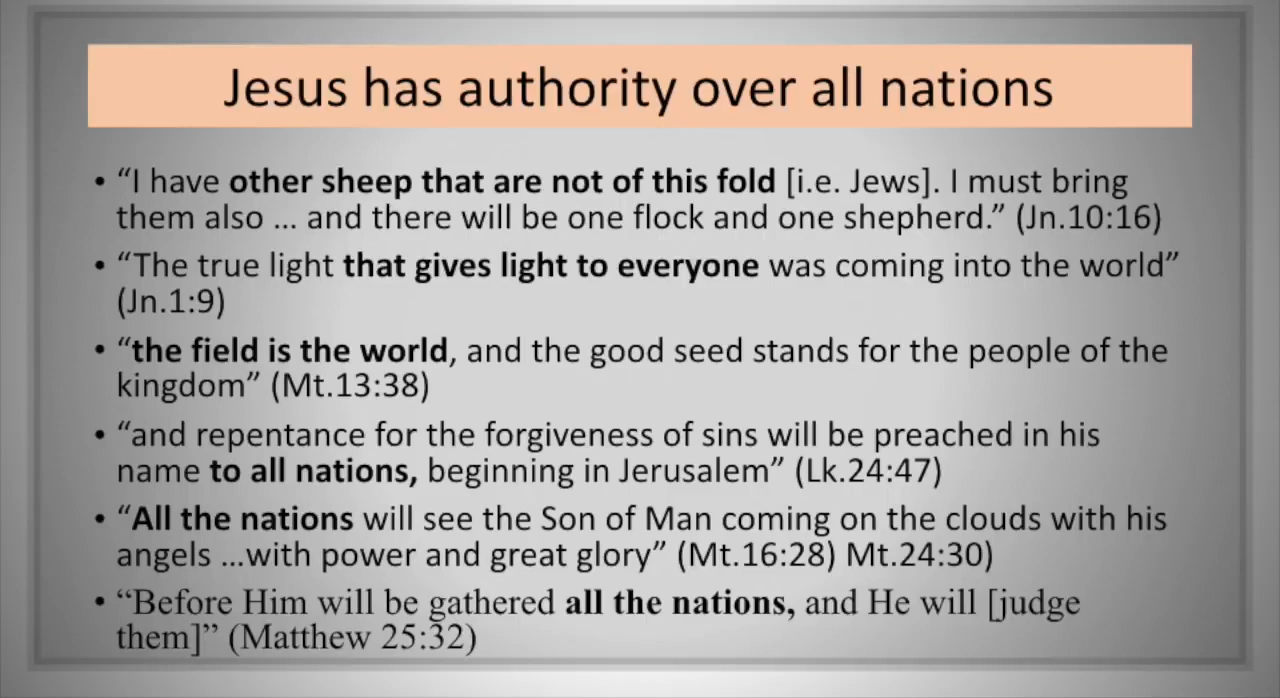 Jesus has authority over all nations
• “I have other sheep that are not of this fold [i.e. Jews]. I must bring
them also ... and there will be one flock and one shepherd.” (Jn.10:16)
• “The true light that gives light to everyone was coming into the world”
(Jn.1:9)
• “the field is the world, and the good seed stands for the people of the
kingdom” (Mt.13:38)
• “and repentance for the forgiveness of sins will be preached in his
name to all nations, beginning in Jerusalem” (Lk.24:47)
• “All the nations will see the Son of Man coming on the clouds with his
angels ...with power and great glory” (Mt.16:28) Mt.24:30)
• “Before Him will be gathered all the nations, and He will [judge
them]” (Matthew 25:32)